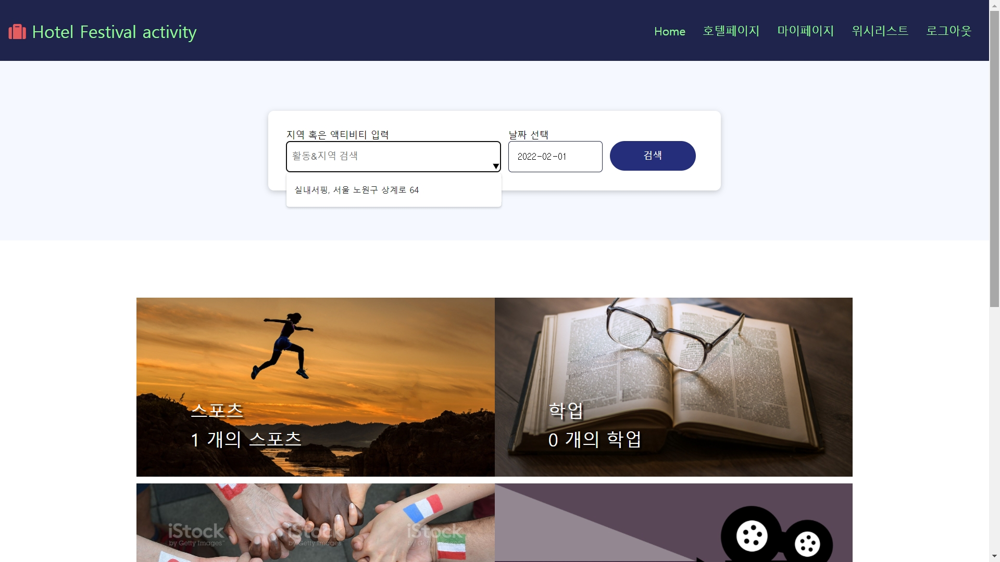 Hotel Festival activity
Home 호텔페이지 마이페이지 위시리스트 로그아웃
지역 혹은 액티비티 입력 날짜 선택
활동&지역 검색 2022-02-01 검색
실내서핑, 서울 노원구 상계로 64
스포츠
1 개의 스포츠
학업
0 개의 학업
iStock iStock iStock
by Getty Images™ by Getty Images by Getty Images